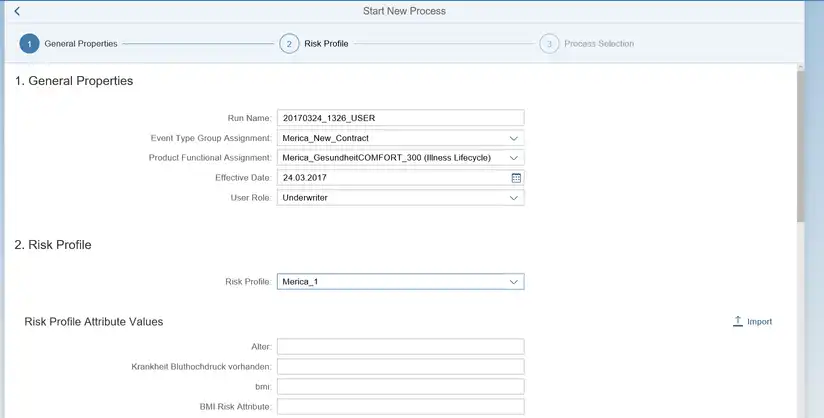 Start New Process
1 General Properties 2 Risk Profile 3 Process Selection
1. General Properties
Run Name: 20170324_1326_USER
Event Type Group Assignment: Merica_New_Contract
Product Functional Assignment: Merica_GesundheitCOMFORT_300 (Illness Lifecycle)
Effective Date: 24.03.2017
User Role: Underwriter
2. Risk Profile
Risk Profile: Merica_1
Risk Profile Attribute Values Import
Alter:
Krankheit Bluthochdruck vorhanden:
bmi:
BMI Risk Attribute: